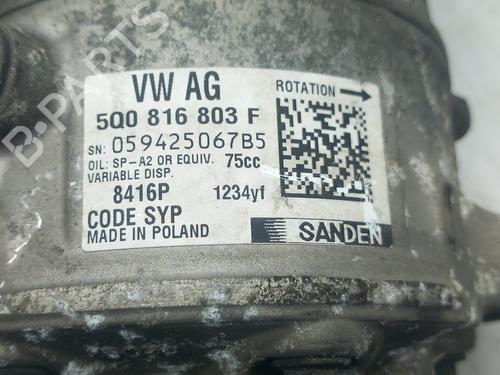 VW AG
ROTATION
5Q0 816 803 F
SN: 059425067B5
OIL: SP-A2 OR EQUIV. 75cc
VARIABLE DISP.
8416P 1234yf
CODE SYP
MADE IN POLAND
SANDEN
B-PARTS